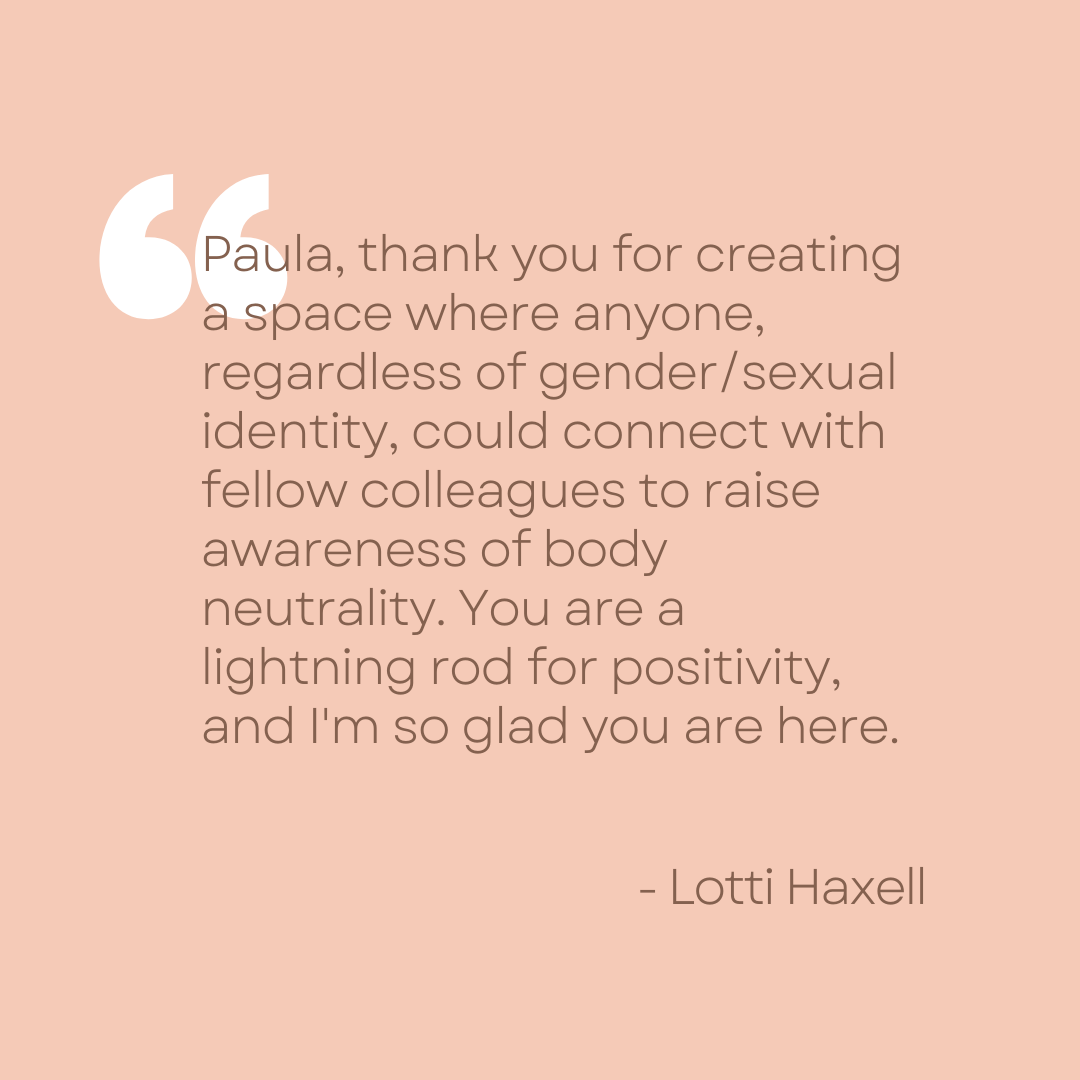 Paula, thank you for creating
a space where anyone,
regardless of gender/sexual
identity, could connect with
fellow colleagues to raise
awareness of body
neutrality. You are a
lightning rod for positivity,
and I'm so glad you are here.
- Lotti Haxell